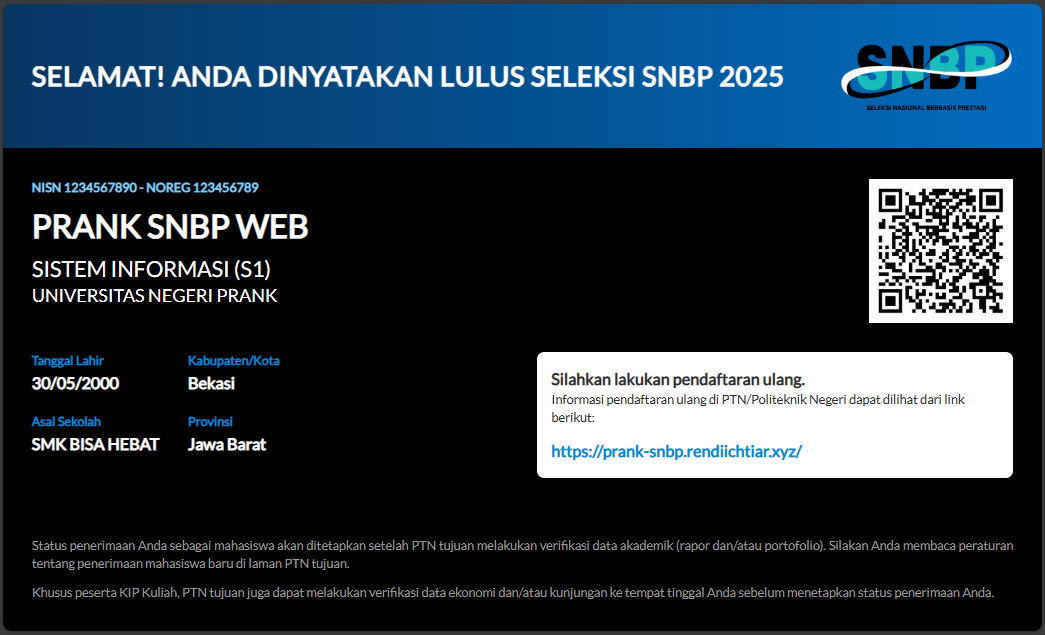 SELAMAT! ANDA DINYATAKAN LULUS SELEKSI SNBP 2025
SNBP
SELEKSI NASIONAL BERBASIS PRESTASI
NISN 1234567890 - NOREG 123456789
PRANK SNBP WEB
SISTEM INFORMASI (S1)
UNIVERSITAS NEGERI PRANK
Tanggal Lahir
30/05/2000
Kabupaten/Kota
Bekasi
Asal Sekolah
SMK BISA HEBAT
Provinsi
Jawa Barat
Silahkan lakukan pendaftaran ulang.
Informasi pendaftaran ulang di PTN/Politeknik Negeri dapat dilihat dari link
berikut:
https://prank-snbp.rendiichtiar.xyz/
Status penerimaan Anda sebagai mahasiswa akan ditetapkan setelah PTN tujuan melakukan verifikasi data akademik (rapor dan/atau portofolio). Silakan Anda membaca peraturan
tentang penerimaan mahasiswa baru di laman PTN tujuan.
Khusus peserta KIP Kuliah, PTN tujuan juga dapat melakukan verifikasi data ekonomi dan/atau kunjungan ke tempat tinggal Anda sebelum menetapkan status penerimaan Anda.